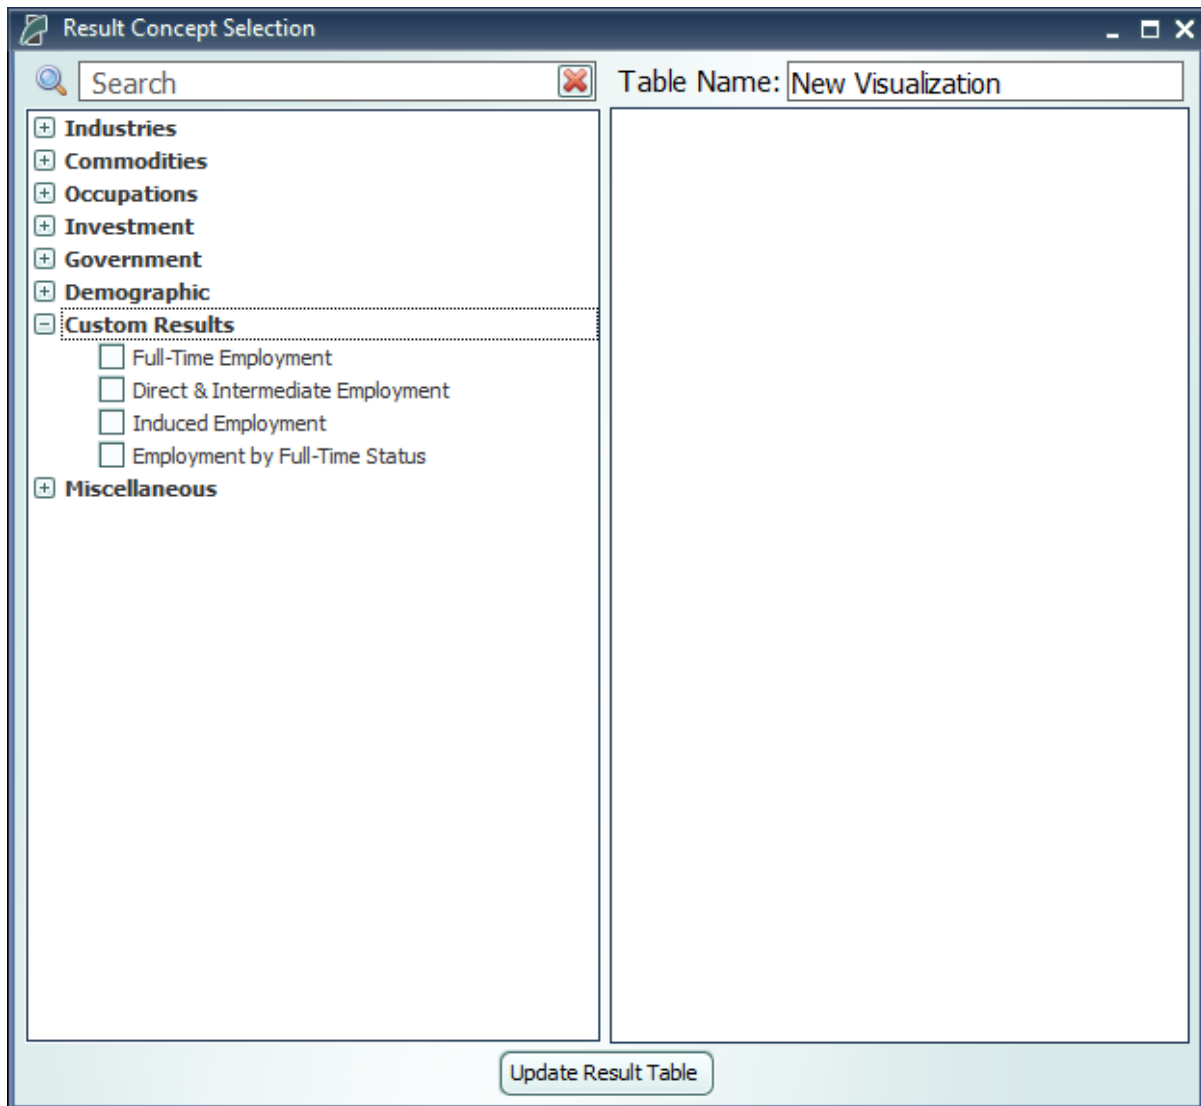 Result Concept Selection
Search
Table Name: New Visualization
Industries
Commodities
Occupations
Investment
Government
Demographic
Custom Results
Full-Time Employment
Direct & Intermediate Employment
Induced Employment
Employment by Full-Time Status
Miscellaneous
Update Result Table